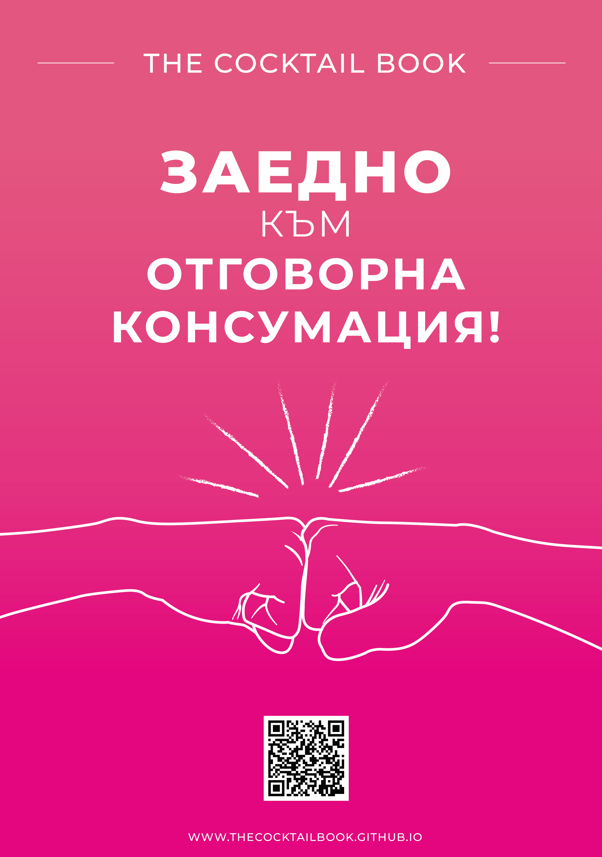 THE COCKTAIL BOOK
ЗАЕДНО
КЪМ
ОТГОВОРНА
КОНСУМАЦИЯ!
WWW.THECOCKTAILBOOK.GITHUB.IO